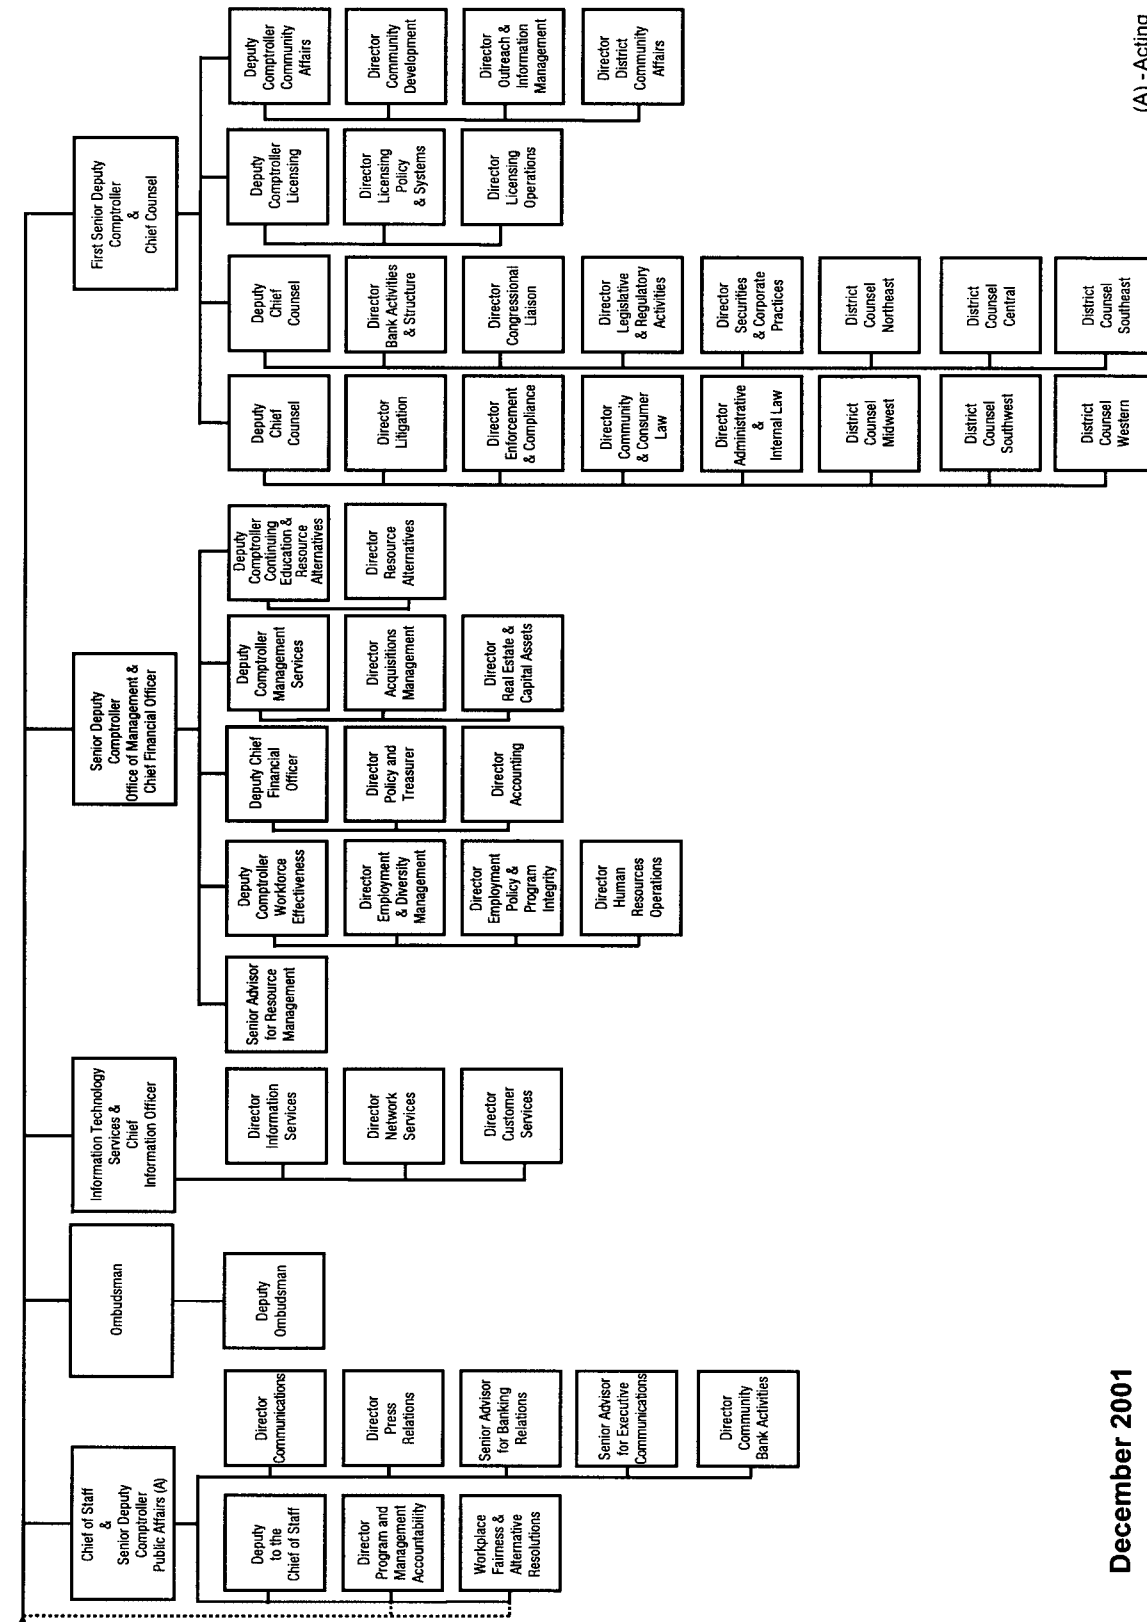 Chief of Staff
&
Senior Deputy
Comptroller
Public Affairs (A)
Deputy
to the
Chief of Staff
Director
Program and
Management
Accountability
Workplace
Fairness &
Alternative
Resolutions
Director
Communications
Director
Press
Relations
Senior Advisor
for Banking
Relations
Senior Advisor
for Executive
Communications
Director
Community
Bank Activities
Ombudsman
Deputy
Ombudsman
Information Technology
Services &
Chief
Information Officer
Director
Information
Services
Director
Network
Services
Director
Customer
Services
Senior Deputy
Comptroller
Office of Management &
Chief Financial Officer
Senior Advisor
for Resource
Management
Deputy
Comptroller
Workforce
Effectiveness
Director
Employment
& Diversity
Management
Director
Employment
Policy &
Program
Integrity
Director
Human
Resources
Operations
Deputy Chief
Financial
Officer
Director
Policy and
Treasurer
Director
Accounting
Deputy
Comptroller
Management
Services
Director
Acquisitions
Management
Director
Real Estate &
Capital Assets
Deputy
Comptroller
Continuing
Education &
Resource
Alternatives
Director
Resource
Alternatives
First Senior Deputy
Comptroller
&
Chief Counsel
Deputy
Chief
Counsel
Director
Litigation
Director
Enforcement
& Compliance
Director
Community
& Consumer
Law
Director
Administrative
&
Internal Law
District
Counsel
Midwest
District
Counsel
Southwest
District
Counsel
Western
Deputy
Chief
Counsel
Director
Bank Activities
& Structure
Director
Congressional
Liaison
Director
Legislative
& Regulatory
Activities
Director
Securities
& Corporate
Practices
District
Counsel
Northeast
District
Counsel
Central
District
Counsel
Southeast
Deputy
Comptroller
Licensing
Director
Licensing
Policy
& Systems
Director
Licensing
Operations
Deputy
Comptroller
Community
Affairs
Director
Community
Development
Director
Outreach &
Information
Management
Director
District
Community
Affairs
December 2001
(A) - Acting